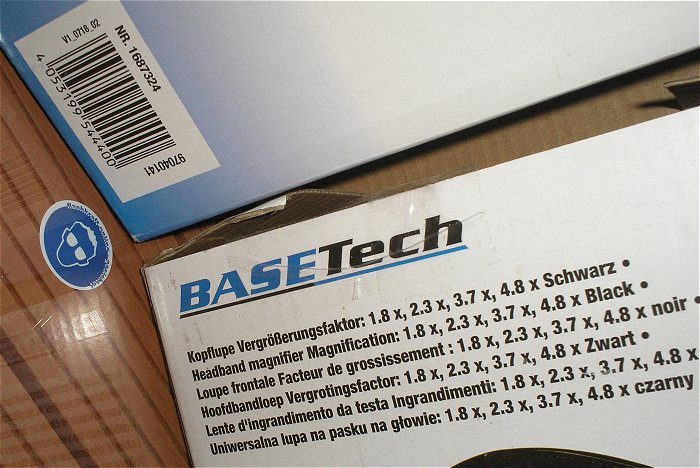 V1_0718_02
NR. 1687324
4 053199 544400
97040141
BASETech
Kopflupe Vergrößerungsfaktor: 1.8 x, 2.3 x, 3.7 x, 4.8 x Schwarz •
Headband magnifier Magnification: 1.8 x, 2.3 x, 3.7 x, 4.8 x Black •
Loupe frontale Facteur de grossissement : 1.8 x, 2.3 x, 3.7 x, 4.8 x noir •
Hoofdbandloep Vergrotingsfactor: 1.8 x, 2.3 x, 3.7 x, 4.8 x Zwart •
Lente d'ingrandimento da testa Ingrandimenti: 1.8 x, 2.3 x, 3.7 x, 4.8 x
Uniwersalna lupa na pasku na głowie: 1.8 x, 2.3 x, 3.7 x, 4.8 x czarny